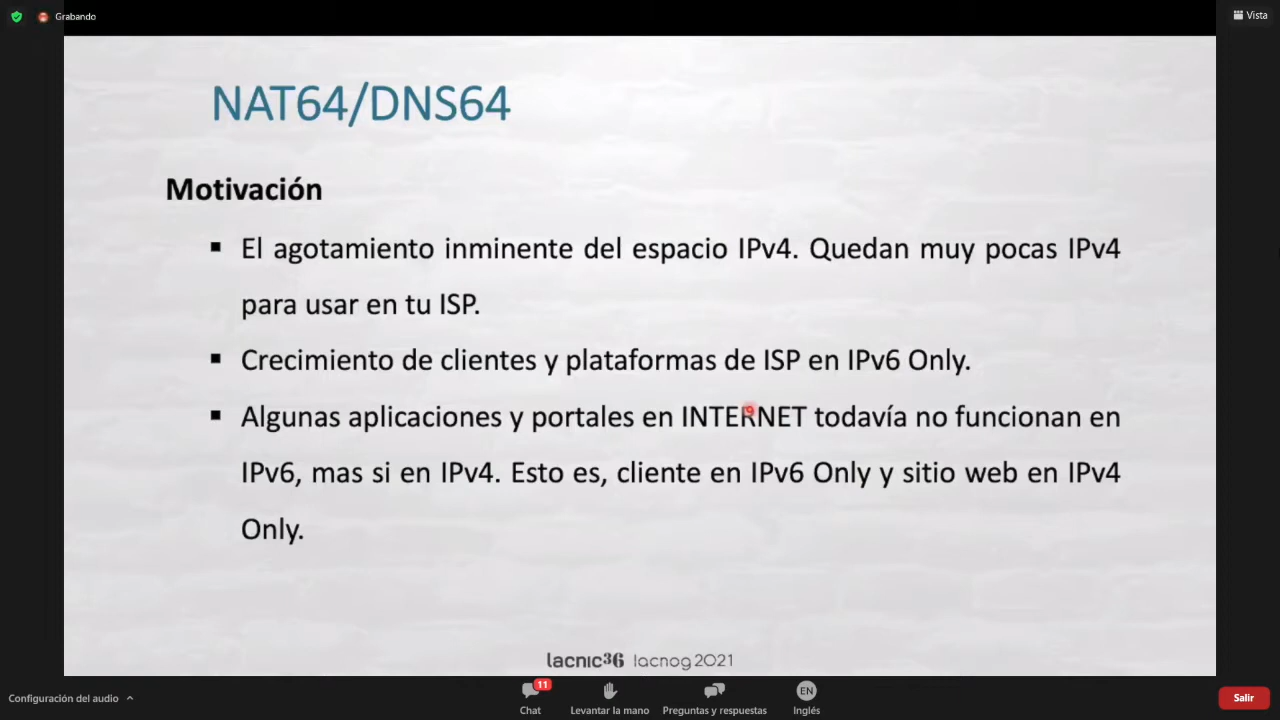 Grabando
Vista
NAT64/DNS64
Motivación
▪ El agotamiento inminente del espacio IPv4. Quedan muy pocas IPv4
para usar en tu ISP.
▪ Crecimiento de clientes y plataformas de ISP en IPv6 Only.
▪ Algunas aplicaciones y portales en INTERNET todavía no funcionan en
IPv6, mas si en IPv4. Esto es, cliente en IPv6 Only y sitio web en IPv4
Only.
lacnic36 lacnog2021
11
EN
Configuración del audio
Chat
Levantar la mano
Preguntas y respuestas
Inglés
Salir